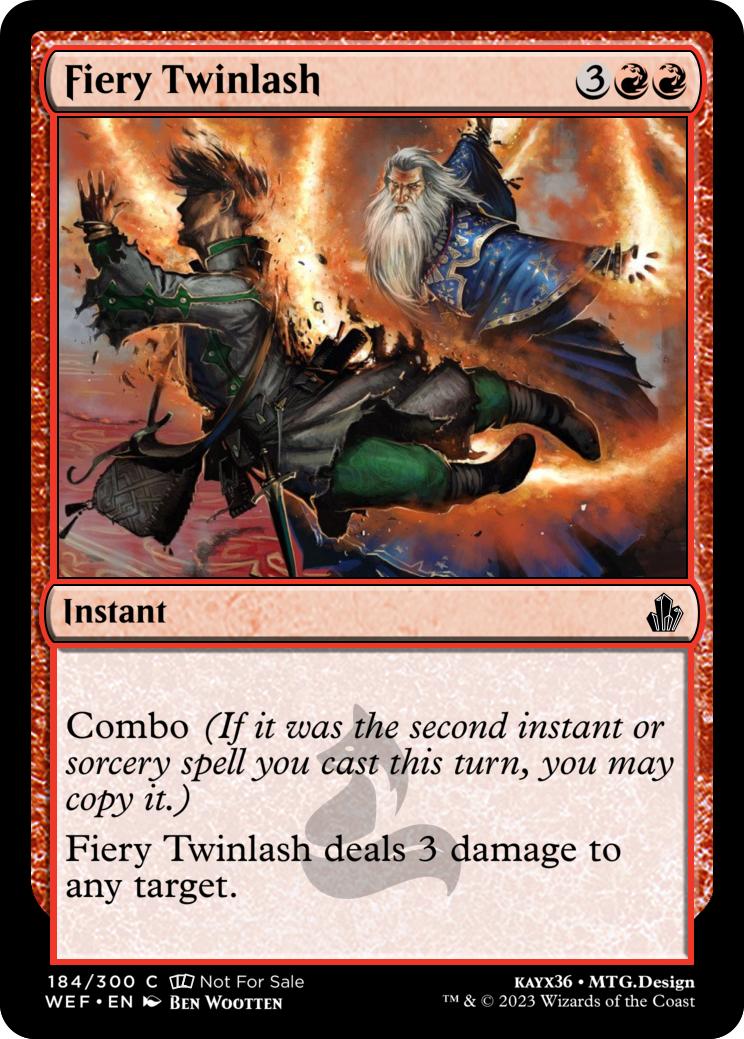 Fiery Twinlash 3
Instant
Combo (If it was the second instant or
sorcery spell you cast this turn, you may
copy it.)
Fiery Twinlash deals 3 damage to
any target.
184/300 C Not For Sale
KAYX36 • MTG.Design
WEF • EN BEN WOOTTEN
™ & © 2023 Wizards of the Coast